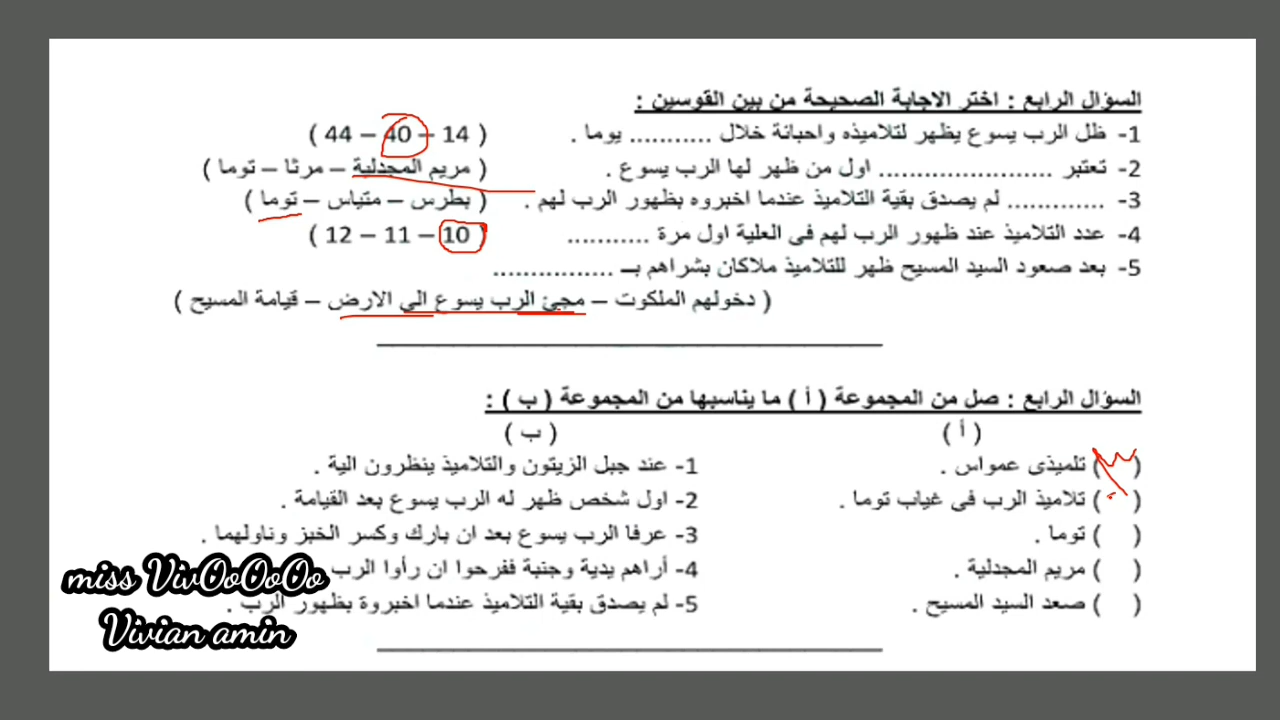 السؤال الرابع : اختر الاجابة الصحيحة من بين القوسين :
1- ظل الرب يسوع يظهر لتلاميذه واحبائة خلال ........... يوما . ( 14 – 40 – 44 )
2- تعتبر ....................... اول من ظهر لها الرب يسوع . ( مريم المجدلية – مرثا – توما )
3- ............. لم يصدق بقية التلاميذ عندما اخبروه بظهور الرب لهم . ( بطرس – متياس – توما )
4- عدد التلاميذ عند ظهور الرب لهم فى العلية اول مرة ........... ( 10 – 11 – 12 )
5- بعد صعود السيد المسيح ظهر للتلاميذ ملاكان بشراهم بــ ................
( دخولهم الملكوت – مجئ الرب يسوع الي الارض – قيامة المسيح )
السؤال الرابع : صل من المجموعة ( أ ) ما يناسبها من المجموعة ( ب ) :
( أ ) ( ب )
( ٣ ) تلميذى عمواس . 1- عند جبل الزيتون والتلاميذ ينظرون الية .
( ) تلاميذ الرب فى غياب توما . 2- اول شخص ظهر له الرب يسوع بعد القيامة .
( ) توما . 3- عرفا الرب يسوع بعد ان بارك وكسر الخبز وناولهما .
( ) مريم المجدلية . 4- أراهم يدية وجنبة ففرحوا ان رأوا الرب
( ) صعد السيد المسيح . 5- لم يصدق بقية التلاميذ عندما اخبروة بظهور الرب .
miss VivOoOoOo
Vivian amin